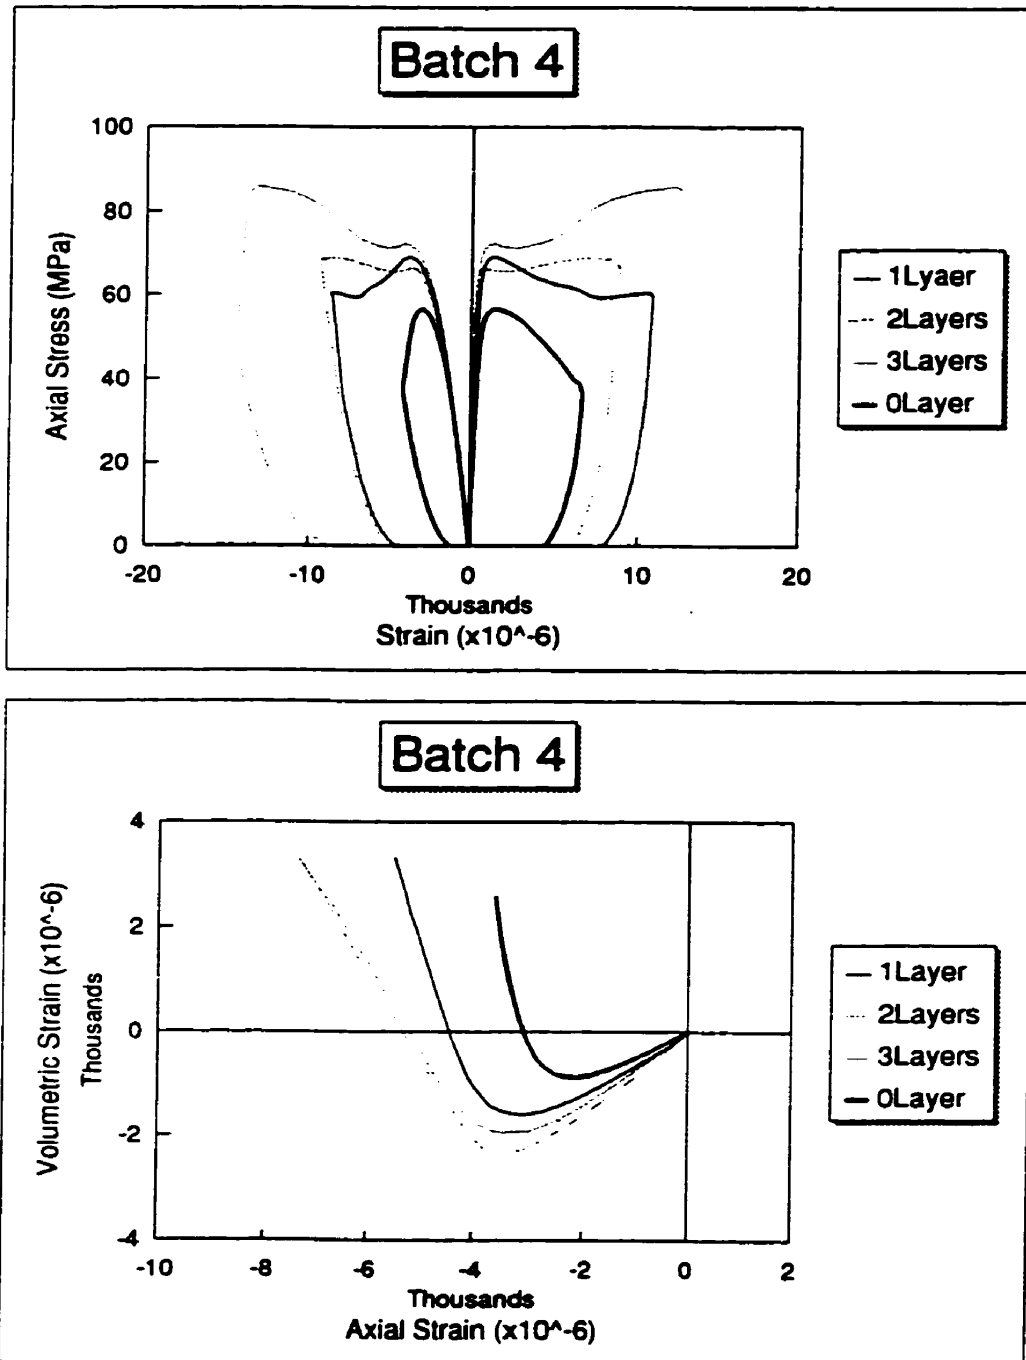 Batch 4
Axial Stress (MPa)
100
80
60
40
20
0
-20
-10
0
10
20
Thousands
Strain (x10^-6)
1Lyaer
2Layers
3Layers
0Layer
Batch 4
Volumetric Strain (x10^-6)
Thousands
4
2
0
-2
-4
-10
-8
-6
-4
-2
0
2
Thousands
Axial Strain (x10^-6)
1Layer
2Layers
3Layers
0Layer